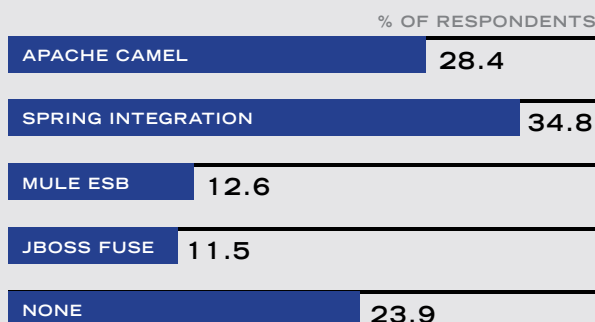 % OF RESPONDENTS
APACHE CAMEL 28.4
SPRING INTEGRATION 34.8
MULE ESB 12.6
JBOSS FUSE 11.5
NONE 23.9